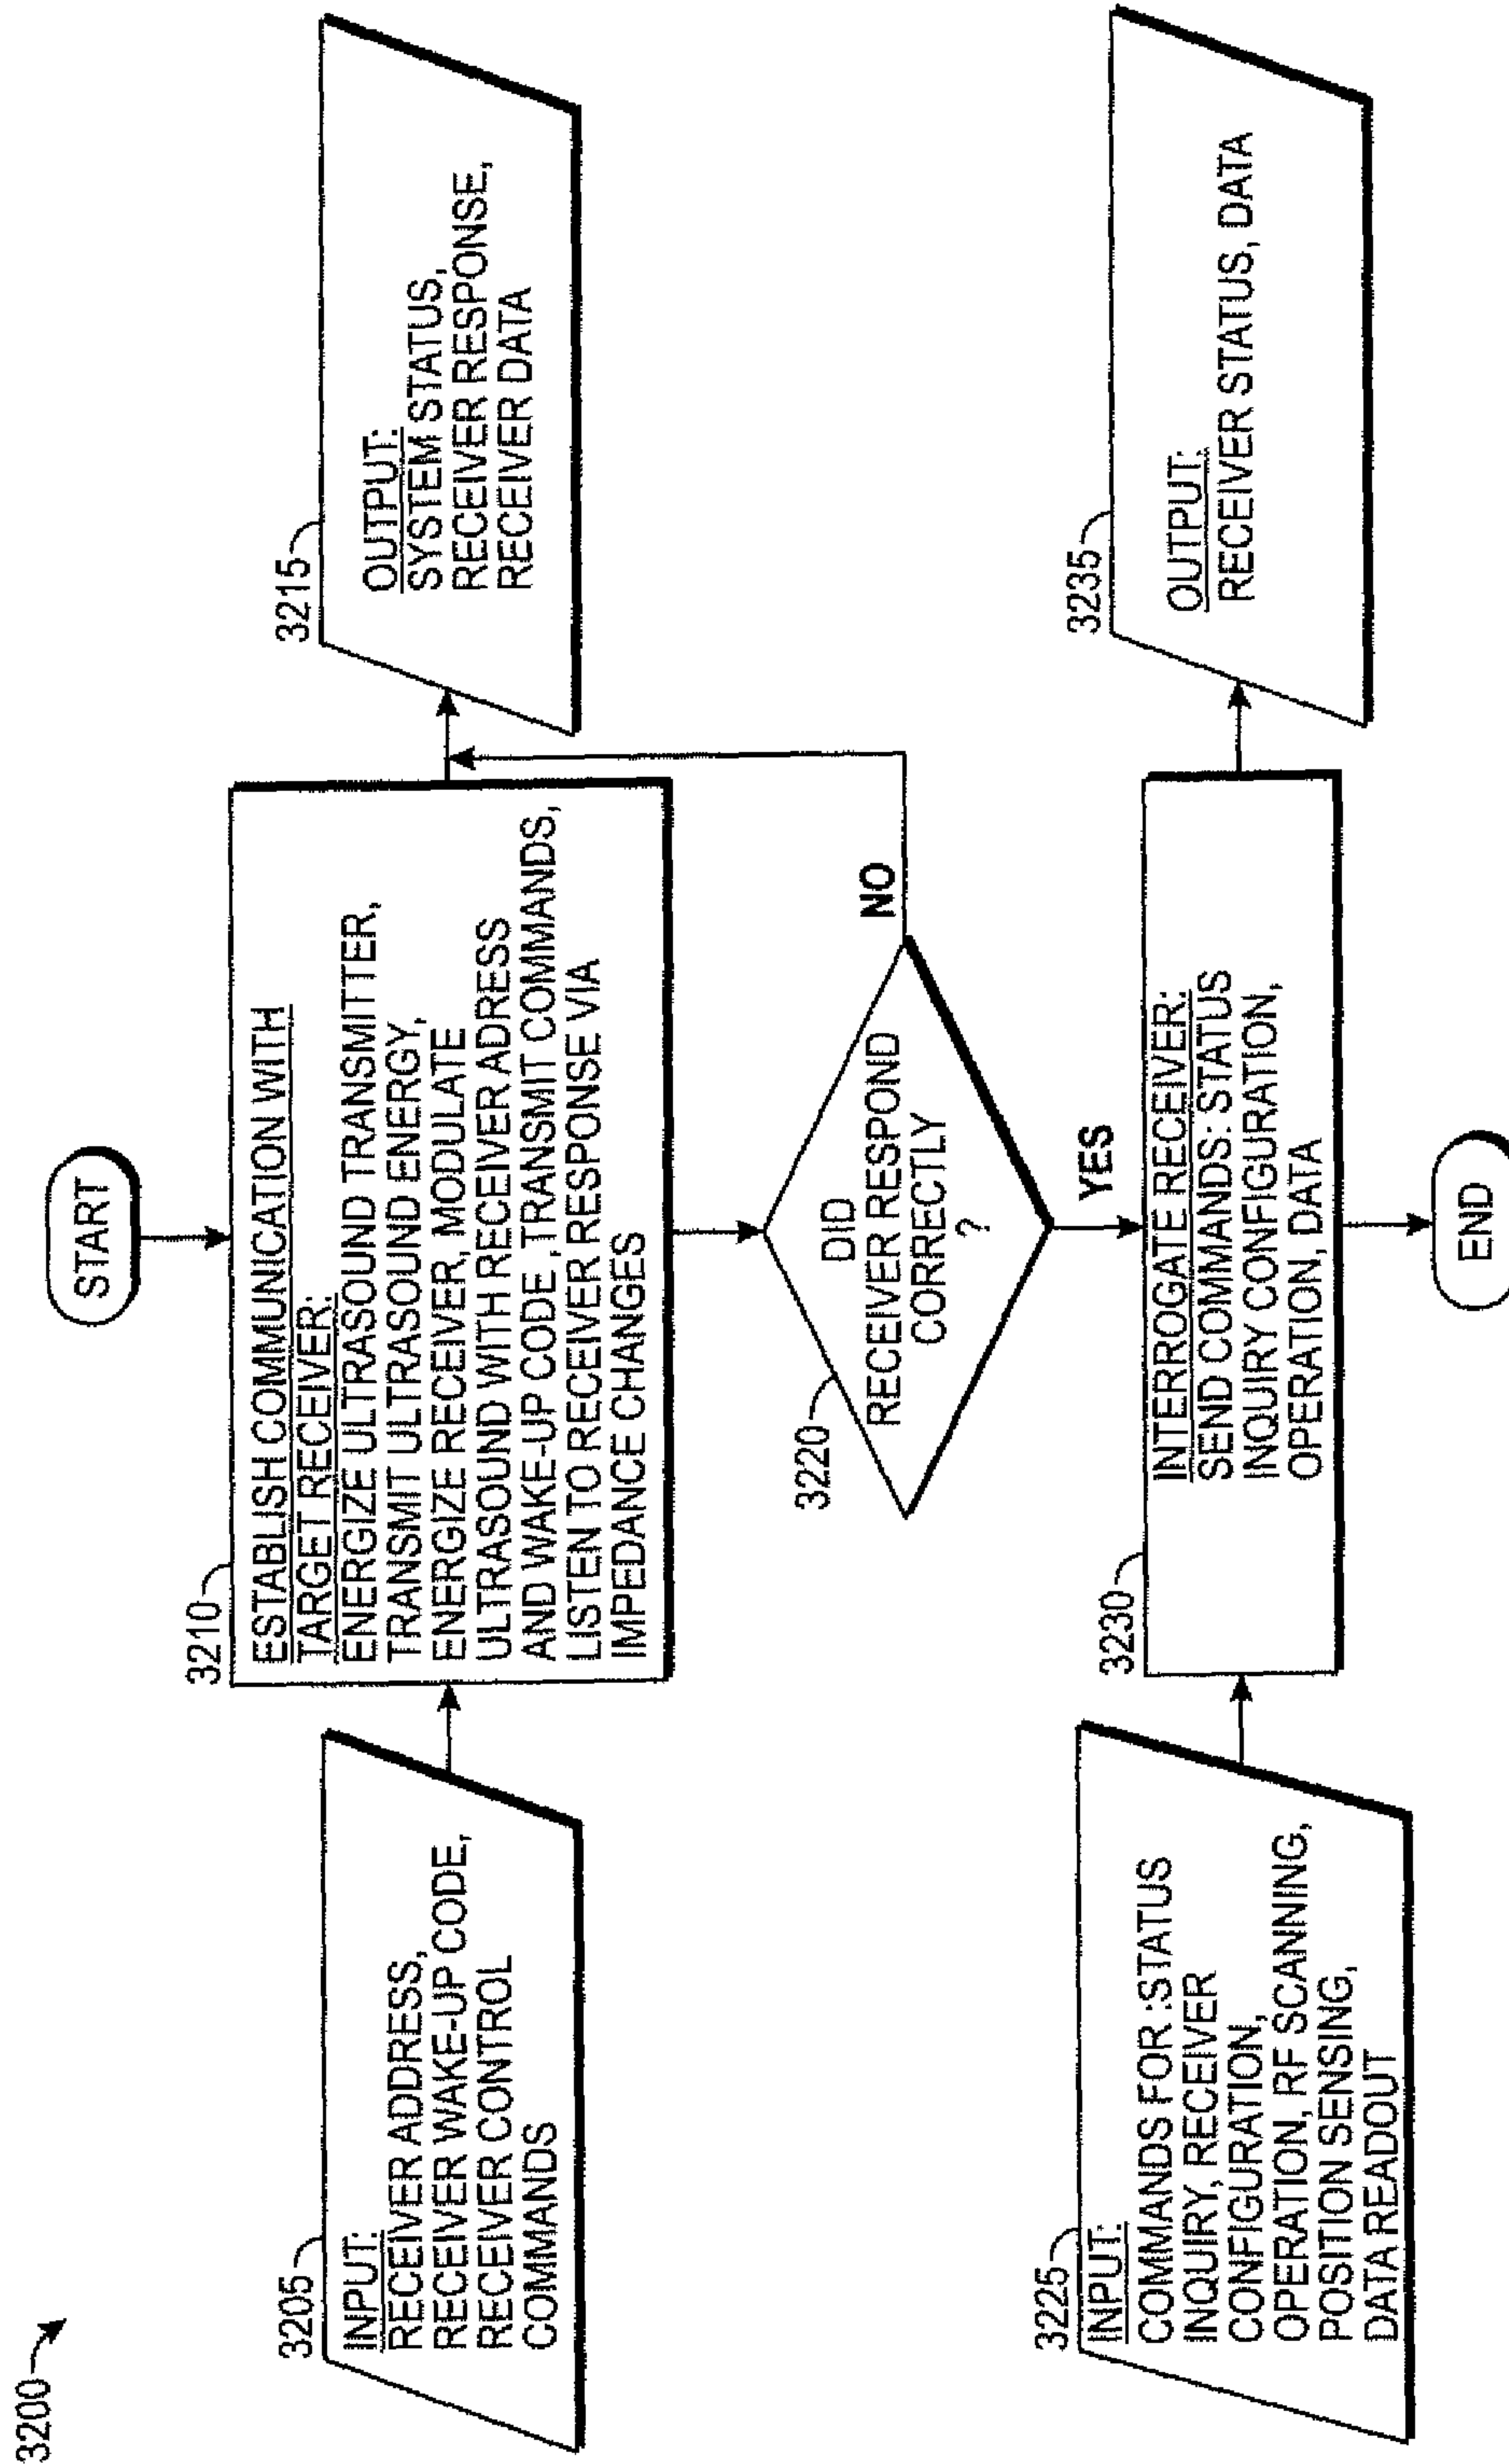 3200
START
3205
INPUT:
RECEIVER ADDRESS,
RECEIVER WAKE-UP CODE,
RECEIVER CONTROL
COMMANDS
3210
ESTABLISH COMMUNICATION WITH
TARGET RECEIVER:
ENERGIZE ULTRASOUND TRANSMITTER,
TRANSMIT ULTRASOUND ENERGY,
ENERGIZE RECEIVER, MODULATE
ULTRASOUND WITH RECEIVER ADRESS
AND WAKE-UP CODE ,TRANSMIT COMMANDS,
LISTEN TO RECEIVER RESPONSE VIA
IMPEDANCE CHANGES
3215
OUTPUT:
SYSTEM STATUS,
RECEIVER RESPONSE,
RECEIVER DATA
3220
DID
RECEIVER RESPOND
CORRECTLY
?
NO
YES
3225
INPUT:
COMMANDS FOR :STATUS
INQUIRY, RECEIVER
CONFIGURATION,
OPERATION, RF SCANNING,
POSITION SENSING,
DATA READOUT
3230
INTERROGATE RECEIVER:
SEND COMMANDS: STATUS
INQUIRY CONFIGURATION,
OPERATION, DATA
3235
OUTPUT:
RECEIVER STATUS, DATA
END